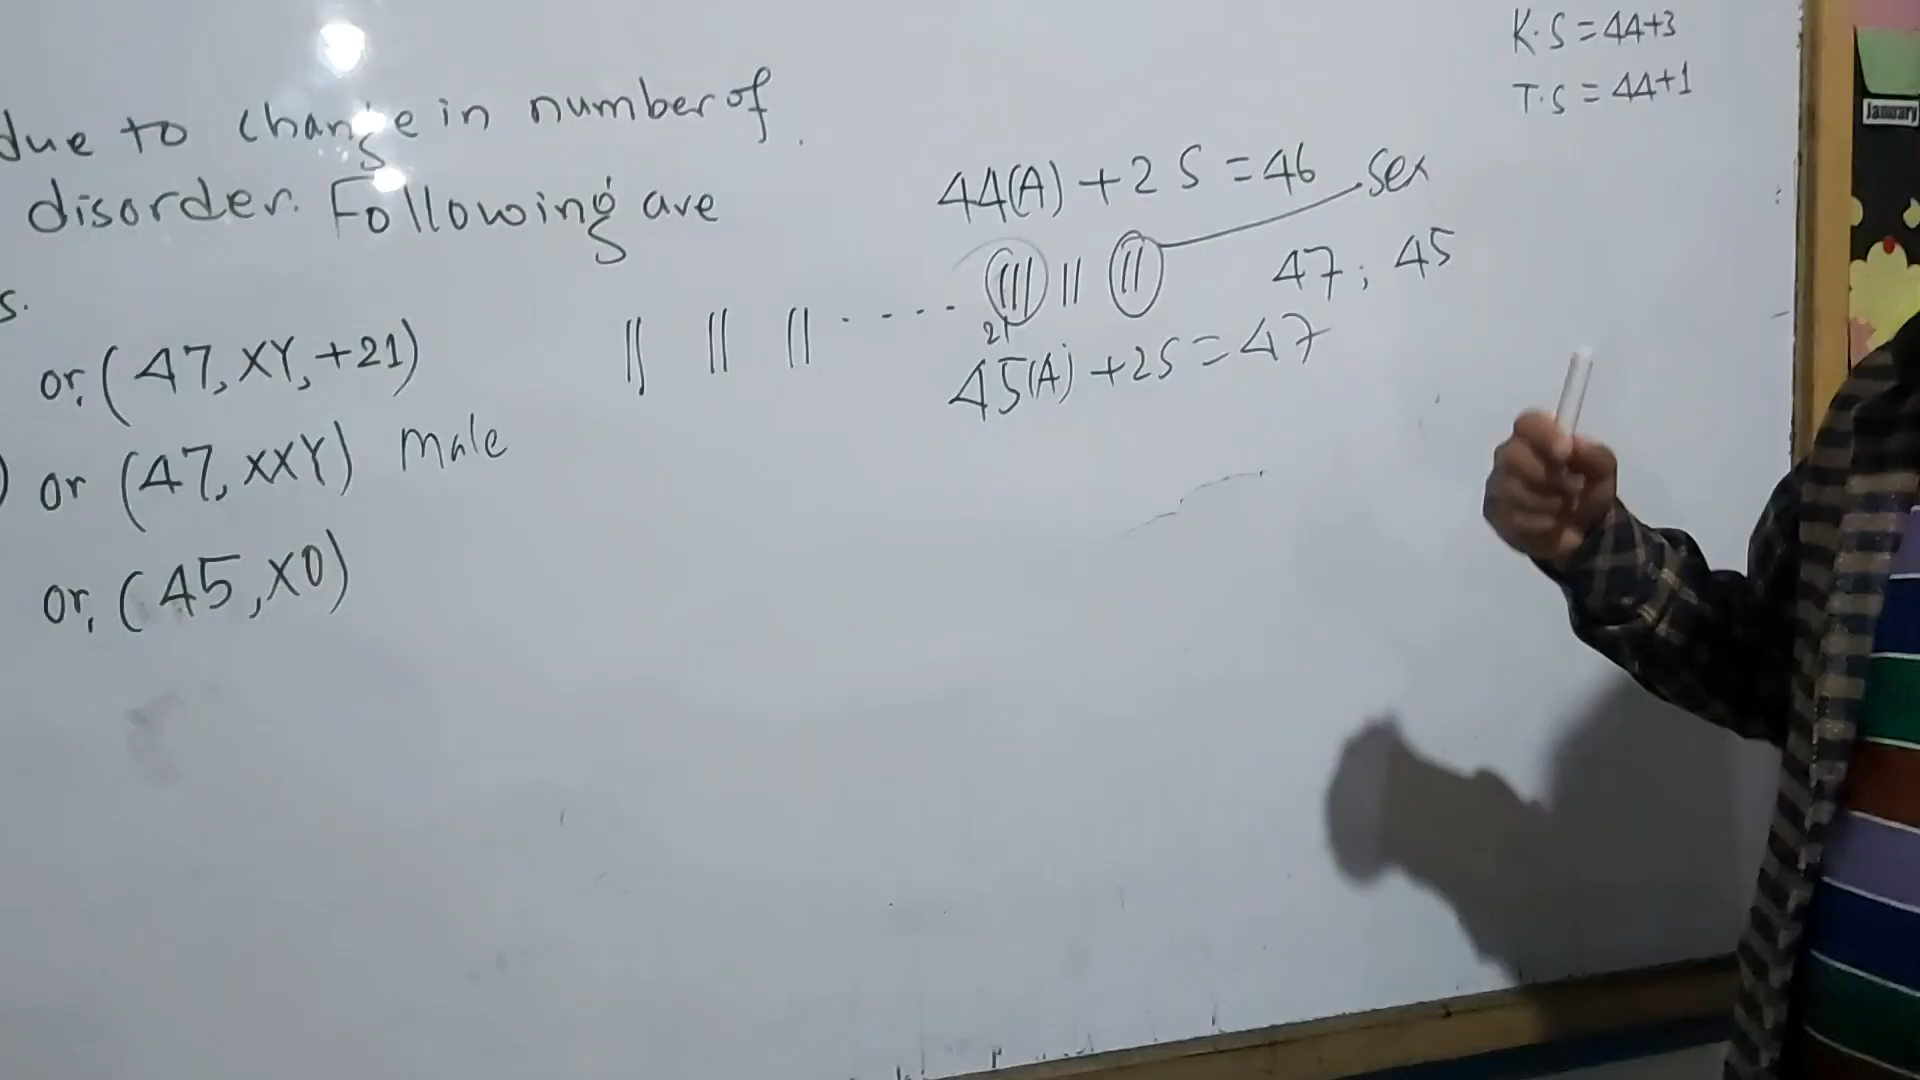 due to change in number of
disorder. Following are
s.
or, (47, XY, +21)
or (47, XXY) male
or, (45, XO)
K.S = 44+3
T.S = 44+1
44(A) + 2 S = 46 sex
47, 45
21
45(A) + 2S = 47
January